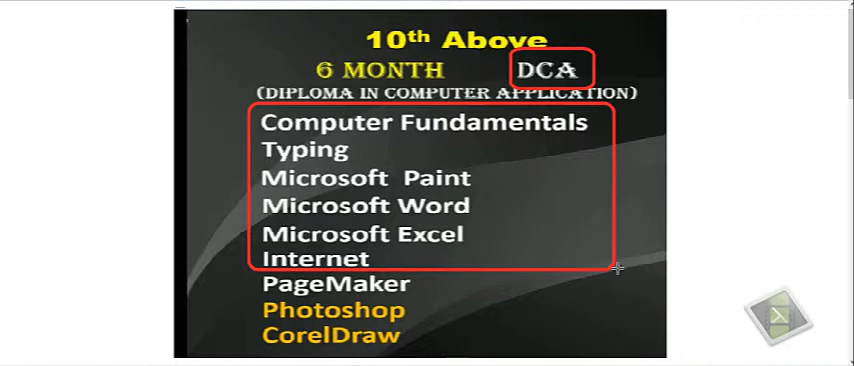 10th Above
6 MONTH DCA
(DIPLOMA IN COMPUTER APPLICATION)
Computer Fundamentals
Typing
Microsoft Paint
Microsoft Word
Microsoft Excel
Internet
PageMaker
Photoshop
CorelDraw